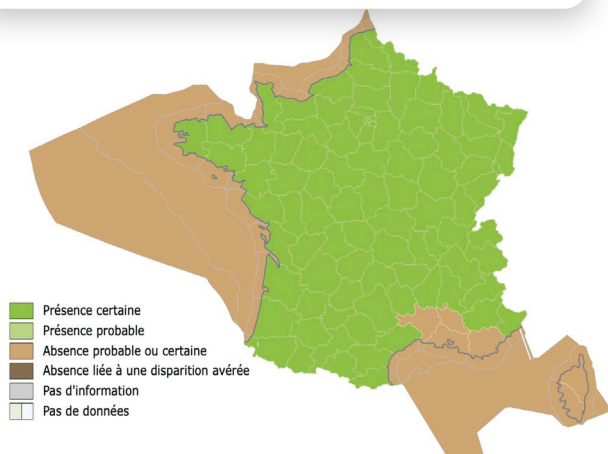 Présence certaine
Présence probable
Absence probable ou certaine
Absence liée à une disparition avérée
Pas d'information
Pas de données